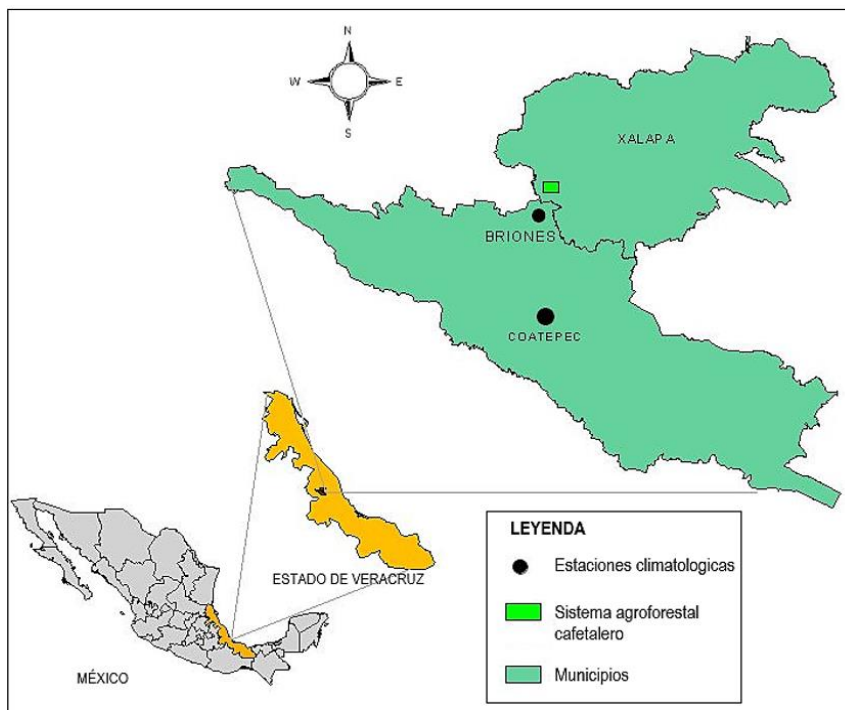 N
W E
S
XALAPA
BRIONES
COATEPEC
ESTADO DE VERACRUZ
MÉXICO
LEYENDA
Estaciones climatologicas
Sistema agroforestal
cafetalero
Municipios